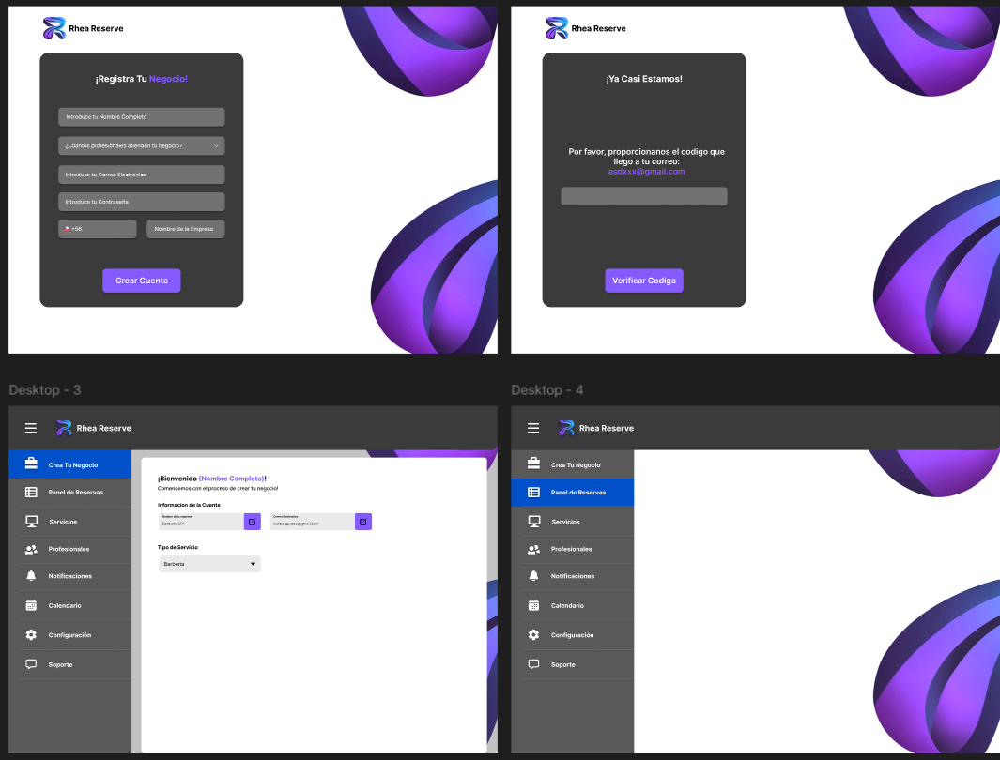 Rhea Reserve
¡Registra Tu Negocio!
Introduce tu Nombre Completo
¿Cuantos profesionales atienden tu negocio?
Introduce tu Correo Electronico
Introduce tu Contraseña
+56
Nombre de la Empresa
Crear Cuenta
Rhea Reserve
¡Ya Casi Estamos!
Por favor, proporcionanos el codigo que
llego a tu correo:
asdxxx@gmail.com
Verificar Codigo
Desktop - 3
Rhea Reserve
Crea Tu Negocio
Panel de Reservas
Servicios
Profesionales
Notificaciones
Calendario
Configuración
Soporte
¡Bienvenido {Nombre Completo}!
Comencemos con el proceso de crear tu negocio!
Informacion de la Cuenta
Nombre de la empresa
Barberia SPA
Correo Electronico
Tipo de Servicio
Barberia
Desktop - 4
Rhea Reserve
Crea Tu Negocio
Panel de Reservas
Servicios
Profesionales
Notificaciones
Calendario
Configuración
Soporte